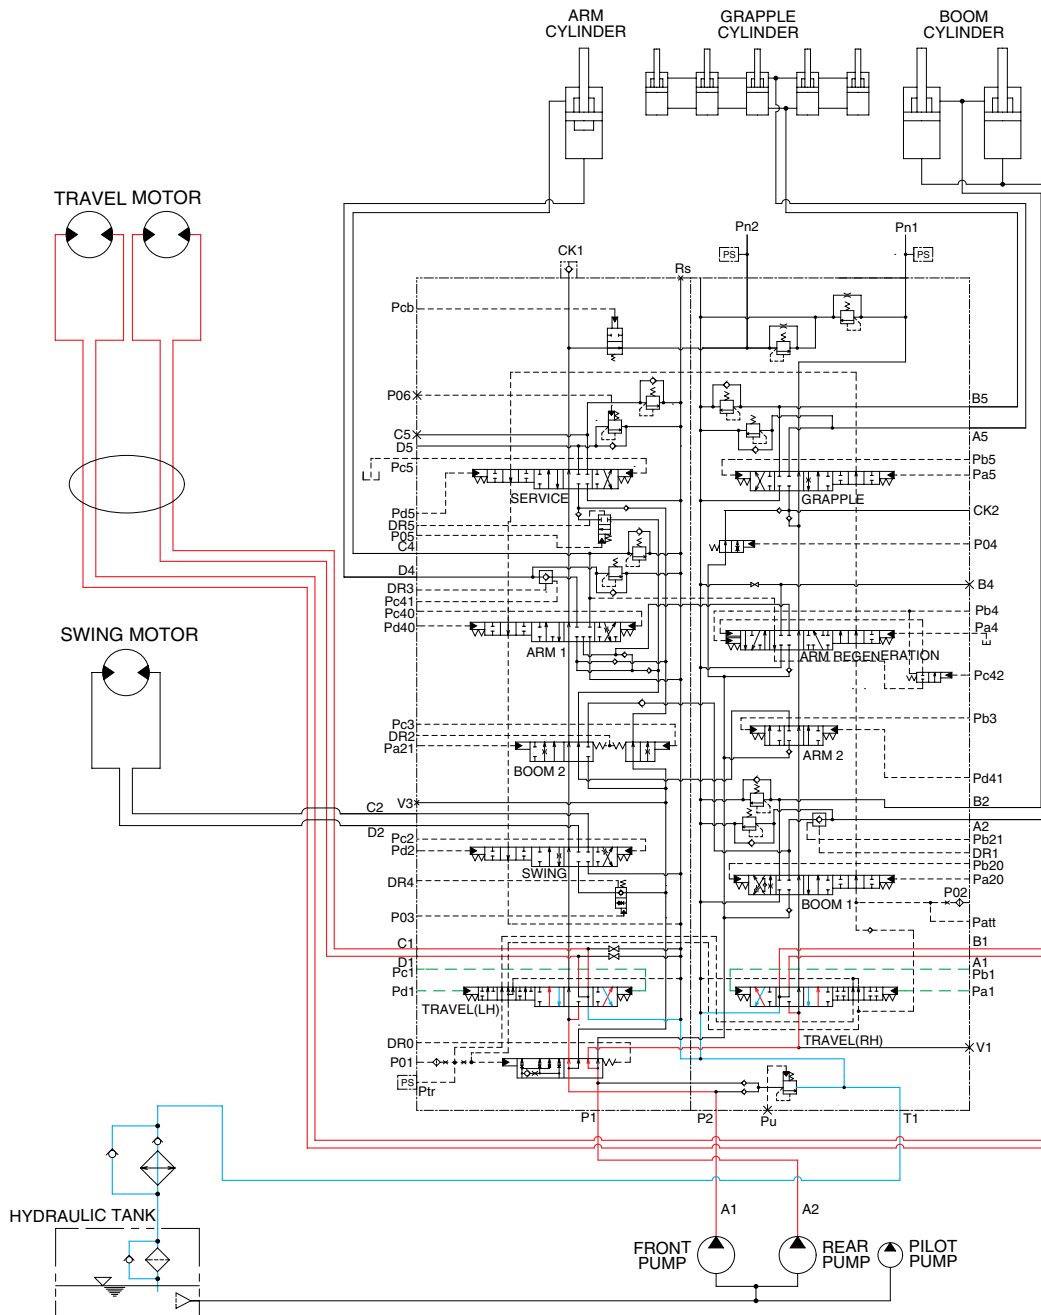 ARM
CYLINDER
GRAPPLE
CYLINDER
BOOM
CYLINDER
TRAVEL MOTOR
Pn2
Pn1
PS
PS
CK1
Rs
Pcb
P06
C5
D5
Pc5
SERVICE
Pd5
DR5
P05
C4
D4
DR3
Pc41
Pc40
Pd40
ARM 1
SWING MOTOR
Pc3
DR2
Pa21
BOOM 2
V3
C2
D2
Pc2
Pd2
SWING
DR4
P03
C1
D1
Pc1
Pd1
TRAVEL(LH)
DR0
P01
PS
Ptr
B5
A5
Pb5
Pa5
GRAPPLE
CK2
P04
B4
Pb4
Pa4
ARM REGENERATION
Pc42
Pb3
ARM 2
Pd41
B2
A2
Pb21
DR1
Pb20
Pa20
BOOM 1
P02
Patt
B1
A1
Pb1
Pa1
TRAVEL(RH)
V1
P1
P2
Pu
T1
HYDRAULIC TANK
A1
A2
FRONT
PUMP
REAR
PUMP
PILOT
PUMP